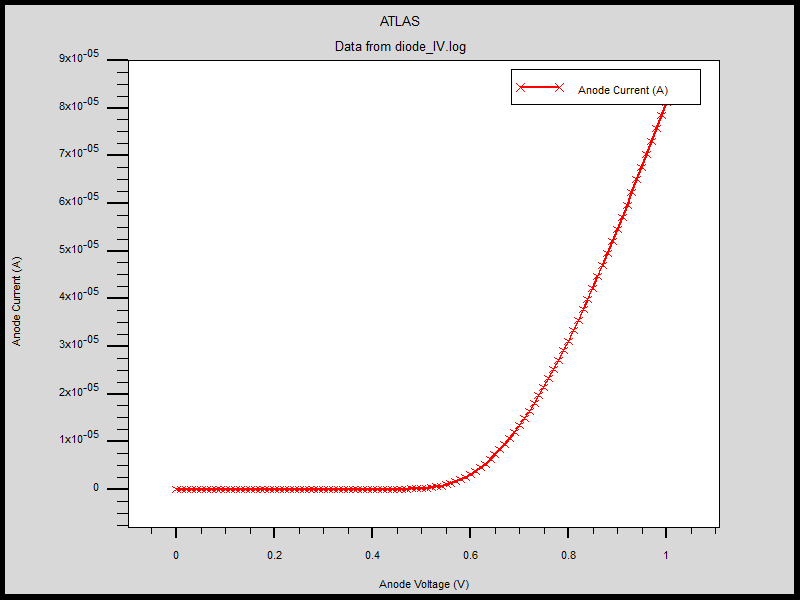 ATLAS
Data from diode_IV.log
Anode Current (A)
9x10^-05
8x10^-05
7x10^-05
6x10^-05
5x10^-05
4x10^-05
3x10^-05
2x10^-05
1x10^-05
0
Anode Current (A)
0 0.2 0.4 0.6 0.8 1
Anode Voltage (V)